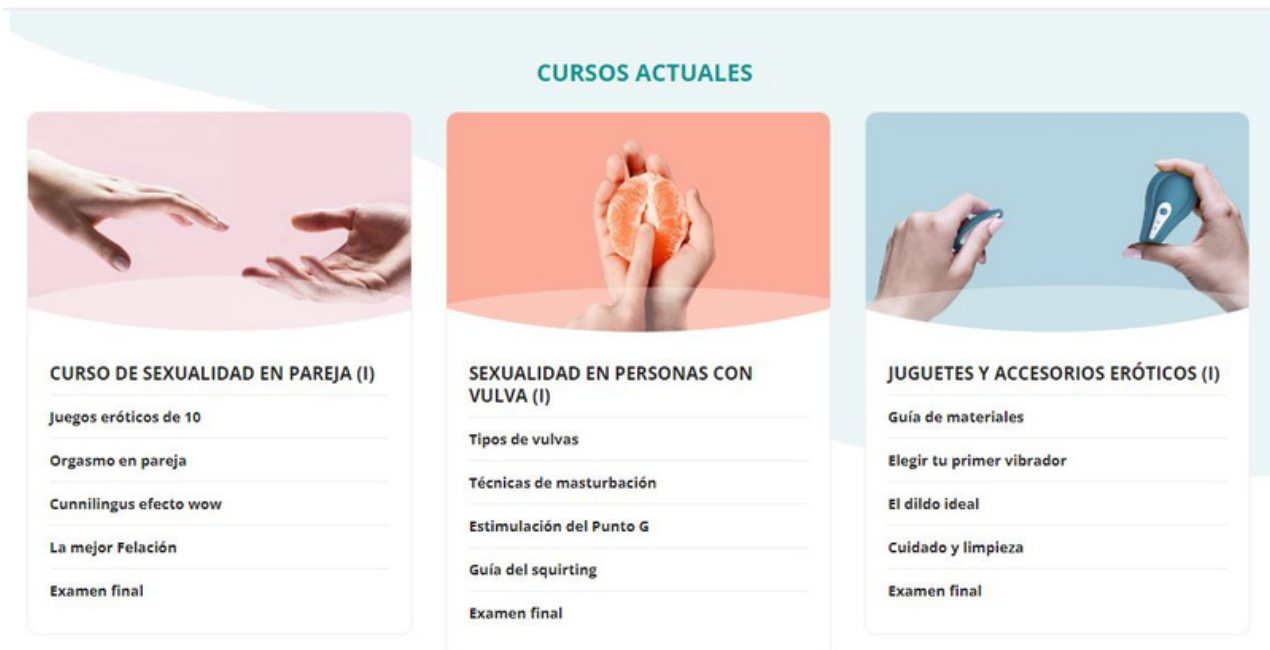 CURSOS ACTUALES
CURSO DE SEXUALIDAD EN PAREJA (I)
Juegos eróticos de 10
Orgasmo en pareja
Cunnilingus efecto wow
La mejor Felación
Examen final
SEXUALIDAD EN PERSONAS CON
VULVA (I)
Tipos de vulvas
Técnicas de masturbación
Estimulación del Punto G
Guía del squirting
Examen final
JUGUETES Y ACCESORIOS ERÓTICOS (I)
Guía de materiales
Elegir tu primer vibrador
El dildo ideal
Cuidado y limpieza
Examen final